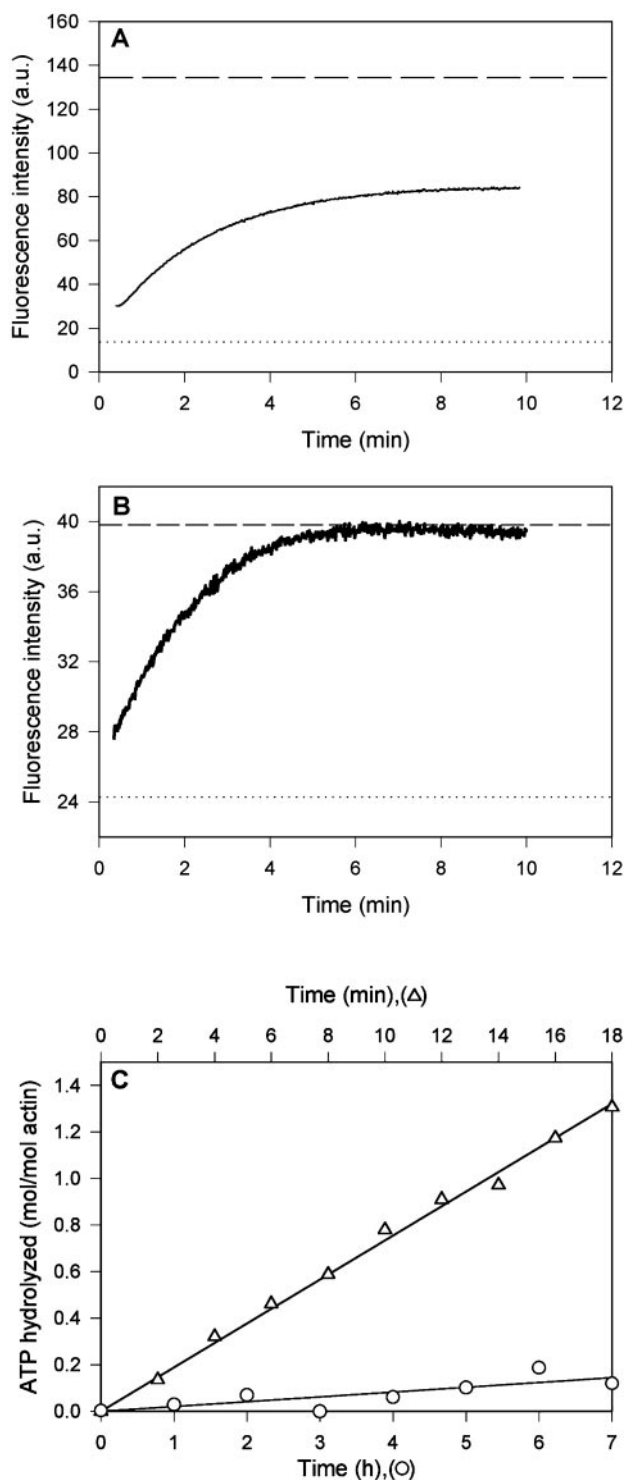 A
Fluorescence intensity (a.u.)
160
140
120
100
80
60
40
20
0
0 2 4 6 8 10 12
Time (min)
B
Fluorescence intensity (a.u.)
40
36
32
28
24
0 2 4 6 8 10 12
Time (min)
Time (min),(△)
0 2 4 6 8 10 12 14 16 18
C
ATP hydrolyzed (mol/mol actin)
1.4
1.2
1.0
0.8
0.6
0.4
0.2
0.0
0 1 2 3 4 5 6 7
Time (h),(○)